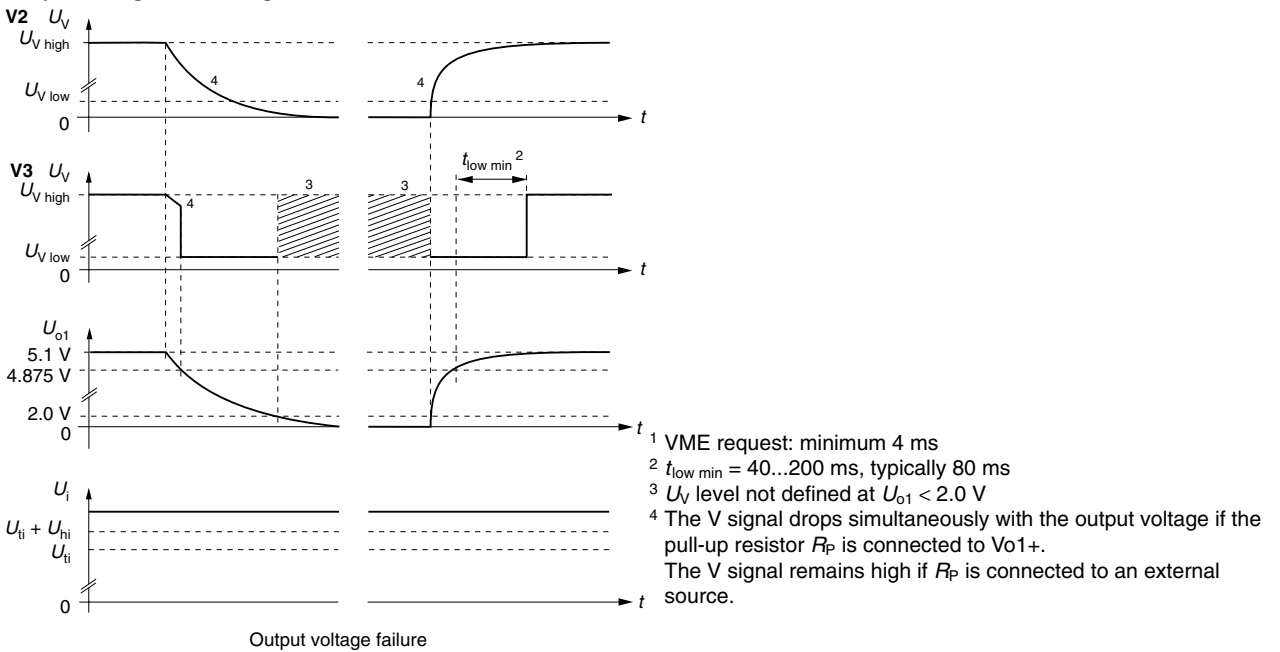 V2 UV
UV high
4
4
UV low
0
t
V3 UV
tlow min 2
3
3
UV high
4
UV low
0
t
Uo1
5.1 V
4.875 V
2.0 V
0
t
Ui
Uti + Uhi
Uti
0
t
Output voltage failure
1 VME request: minimum 4 ms
2 tlow min = 40...200 ms, typically 80 ms
3 UV level not defined at Uo1 < 2.0 V
4 The V signal drops simultaneously with the output voltage if the
pull-up resistor RP is connected to Vo1+.
The V signal remains high if RP is connected to an external
source.